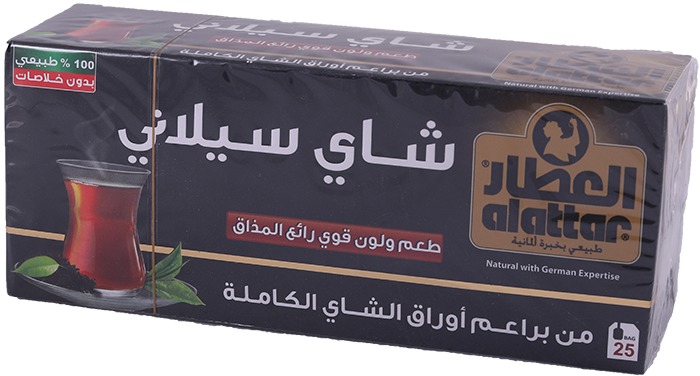 شاي سيلاني
طعم ولون قوي رائع المذاق
من براعم أوراق الشاي الكاملة
العطار
alattar
Natural with German Expertise
100 % طبيعي
بدون خلاصات
شاي سيلاني
طعم ولون قوي رائع المذاق
من براعم أوراق الشاي الكاملة
العطار®
alattar®
طبيعي بخبرة ألمانية
Natural with German Expertise
BAG
25